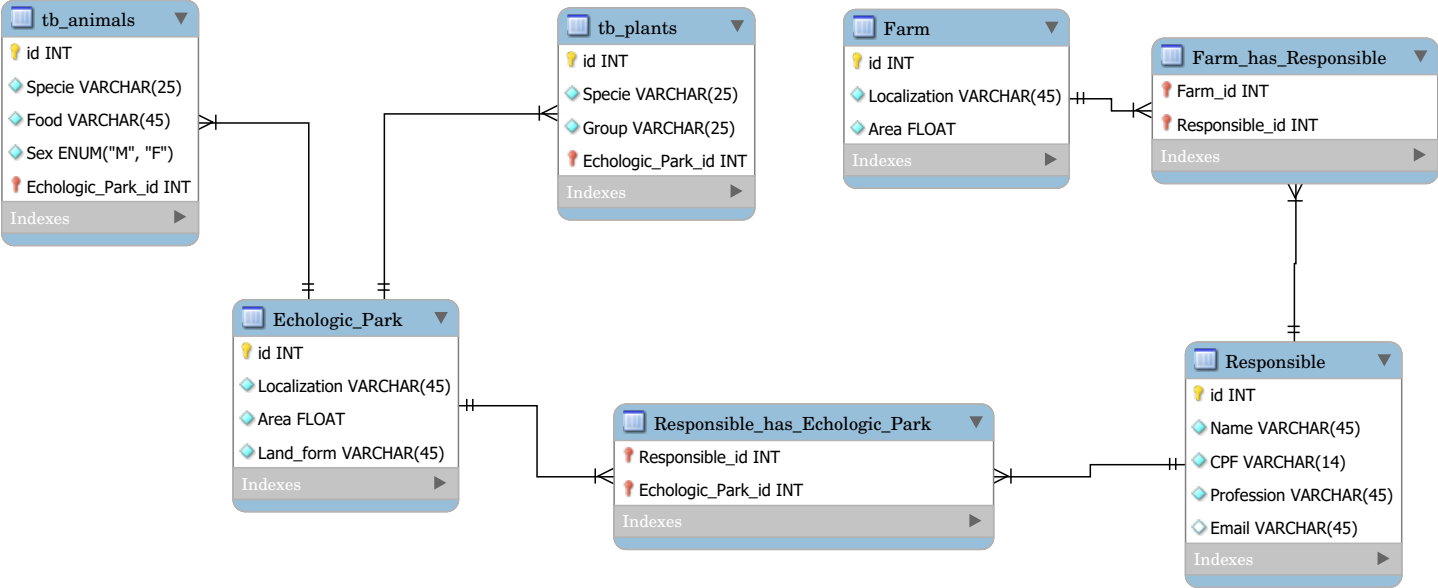 tb_animals
id INT
Specie VARCHAR(25)
Food VARCHAR(45)
Sex ENUM("M", "F")
Echologic_Park_id INT
Indexes
tb_plants
id INT
Specie VARCHAR(25)
Group VARCHAR(25)
Echologic_Park_id INT
Indexes
Farm
id INT
Localization VARCHAR(45)
Area FLOAT
Indexes
Farm_has_Responsible
Farm_id INT
Responsible_id INT
Indexes
Echologic_Park
id INT
Localization VARCHAR(45)
Area FLOAT
Land_form VARCHAR(45)
Indexes
Responsible_has_Echologic_Park
Responsible_id INT
Echologic_Park_id INT
Indexes
Responsible
id INT
Name VARCHAR(45)
CPF VARCHAR(14)
Profession VARCHAR(45)
Email VARCHAR(45)
Indexes